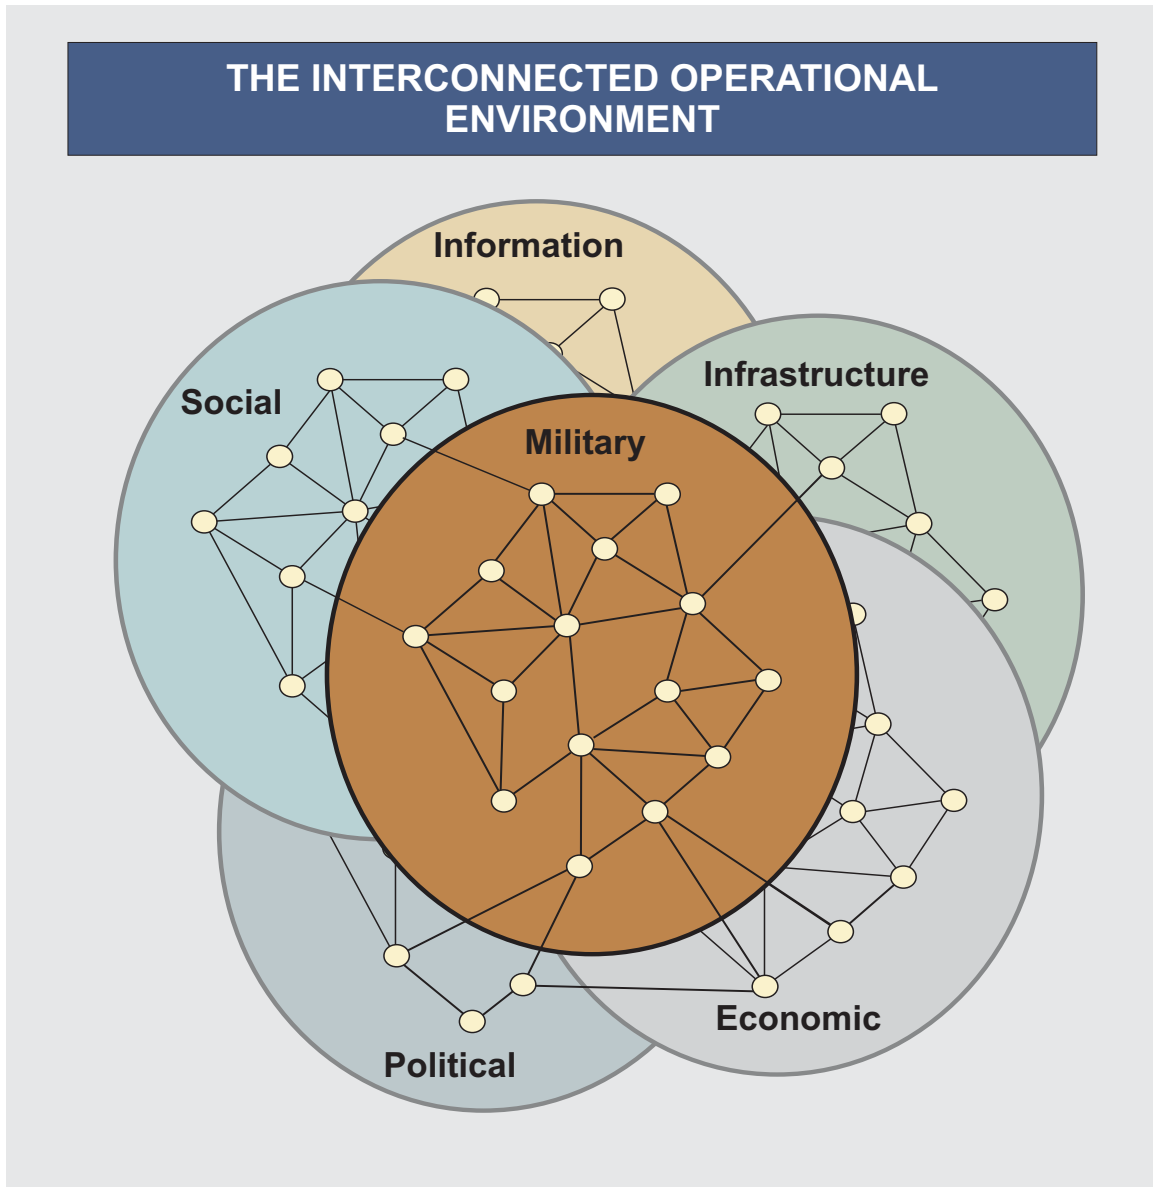 THE INTERCONNECTED OPERATIONAL
ENVIRONMENT
Information
Infrastructure
Social
Military
Economic
Political